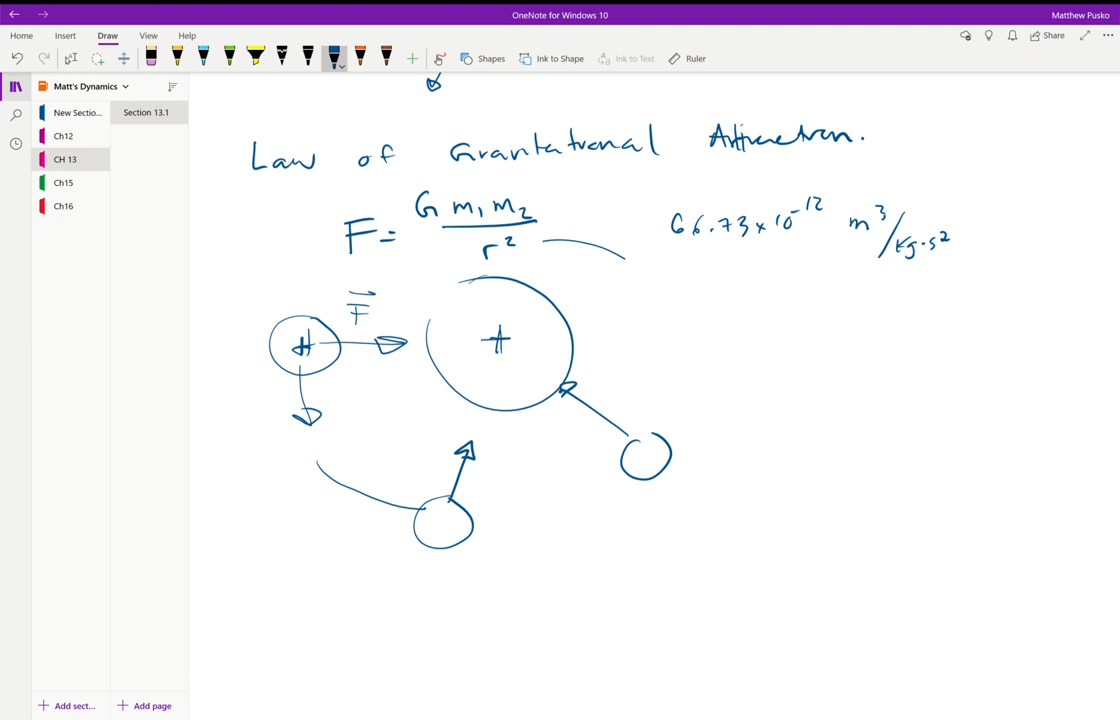 OneNote for Windows 10
Matthew Pusko
Home Insert Draw View Help
Share
Shapes Ink to Shape Ink to Text Ruler
Matt's Dynamics
New Sectio... Section 13.1
Ch12
CH 13
Ch15
Ch16
Law of Gravitational Attraction.
F = G m₁ m₂ / r²
66.73 × 10⁻¹² m³/kg·s²
F
Add sect... Add page